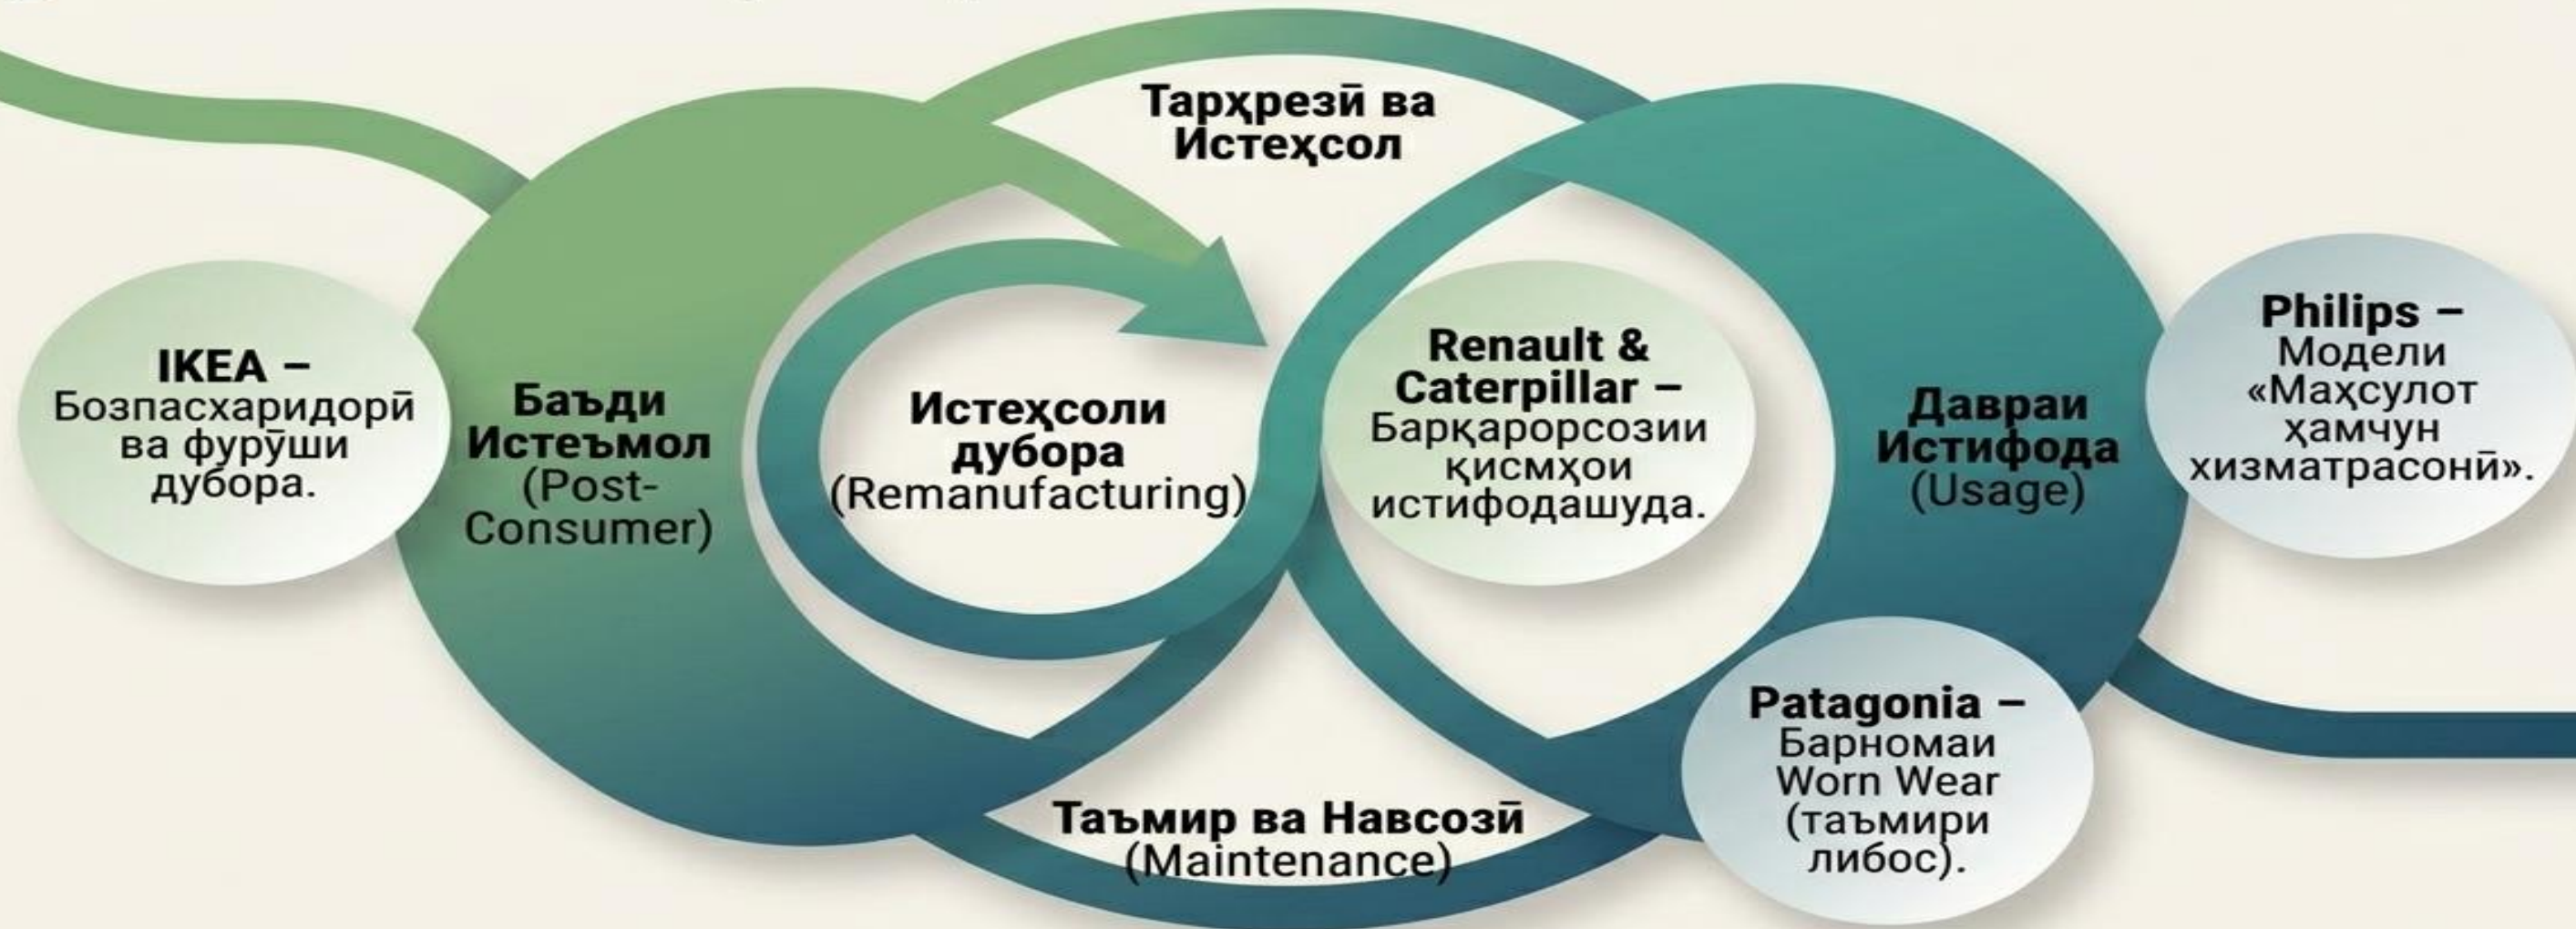 Тарҳрезӣ ва
Истеҳсол
IKEA –
Бозпасхаридорӣ
ва фурӯши
дубора.
Баъди
Истеъмол
(Post-
Consumer)
Истеҳсоли
дубора
(Remanufacturing)
Renault &
Caterpillar –
Барқарорсозии
қисмҳои
истифодашуда.
Давраи
Истифода
(Usage)
Philips –
Модели
«Маҳсулот
ҳамчун
хизматрасонӣ».
Patagonia –
Барномаи
Worn Wear
(таъмири
либос).
Таъмир ва Навсозӣ
(Maintenance)